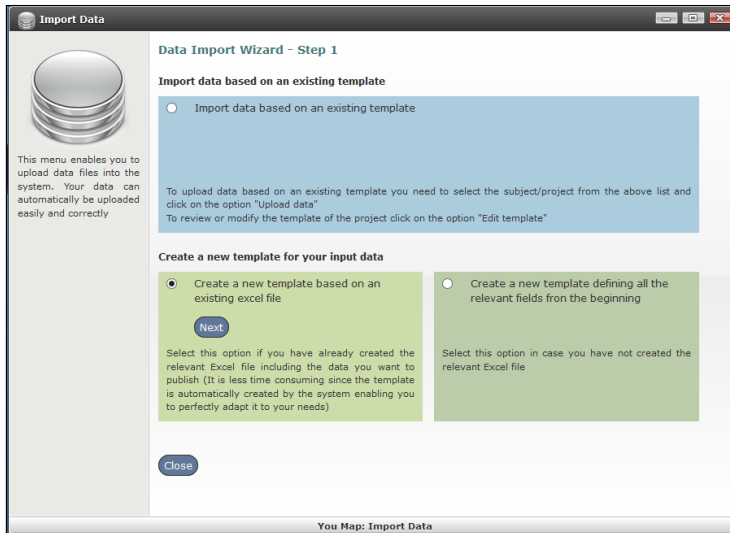 Import Data
Data Import Wizard - Step 1
Import data based on an existing template
Import data based on an existing template
This menu enables you to
upload data files into the
system. Your data can
automatically be uploaded
easily and correctly
To upload data based on an existing template you need to select the subject/project from the above list and
click on the option "Upload data"
To review or modify the template of the project click on the option "Edit template"
Create a new template for your input data
Create a new template based on an
existing excel file
Next
Select this option if you have already created the
relevant Excel file including the data you want to
publish (It is less time consuming since the template
is automatically created by the system enabling you
to perfectly adapt it to your needs)
Create a new template defining all the
relevant fields fron the beginning
Select this option in case you have not created the
relevant Excel file
Close
You Map: Import Data